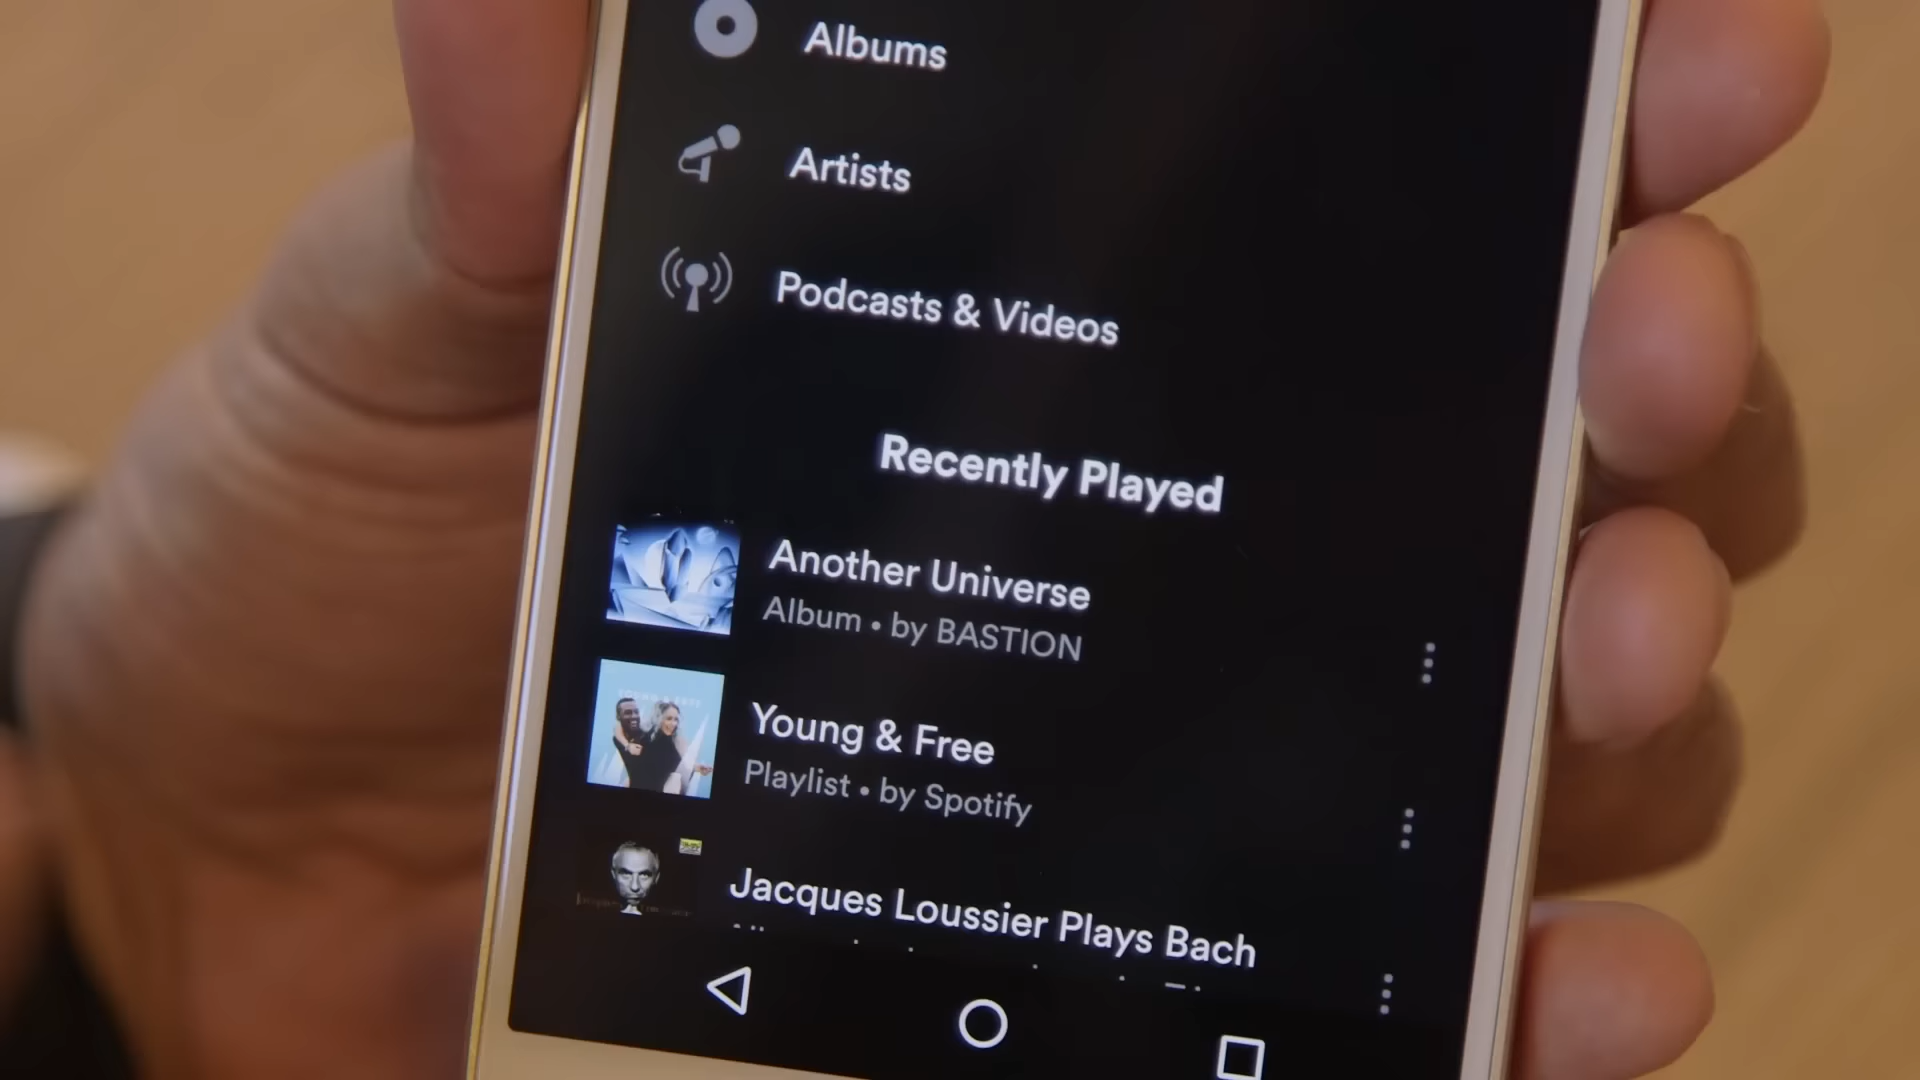 Albums
Artists
Podcasts & Videos
Recently Played
Another Universe
Album • by BASTION
Young & Free
Playlist • by Spotify
Jacques Loussier Plays Bach